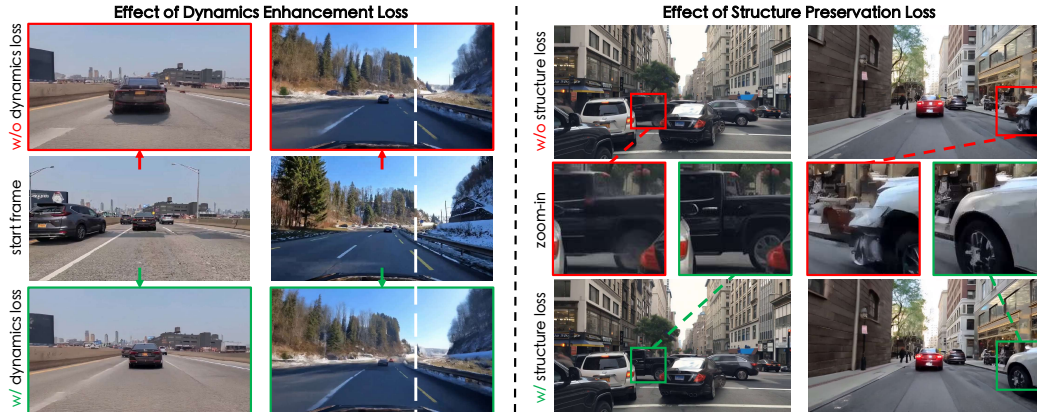 Effect of Dynamics Enhancement Loss
Effect of Structure Preservation Loss
w/o dynamics loss
start frame
w/ dynamics loss
w/o structure loss
zoom-in
w/ structure loss